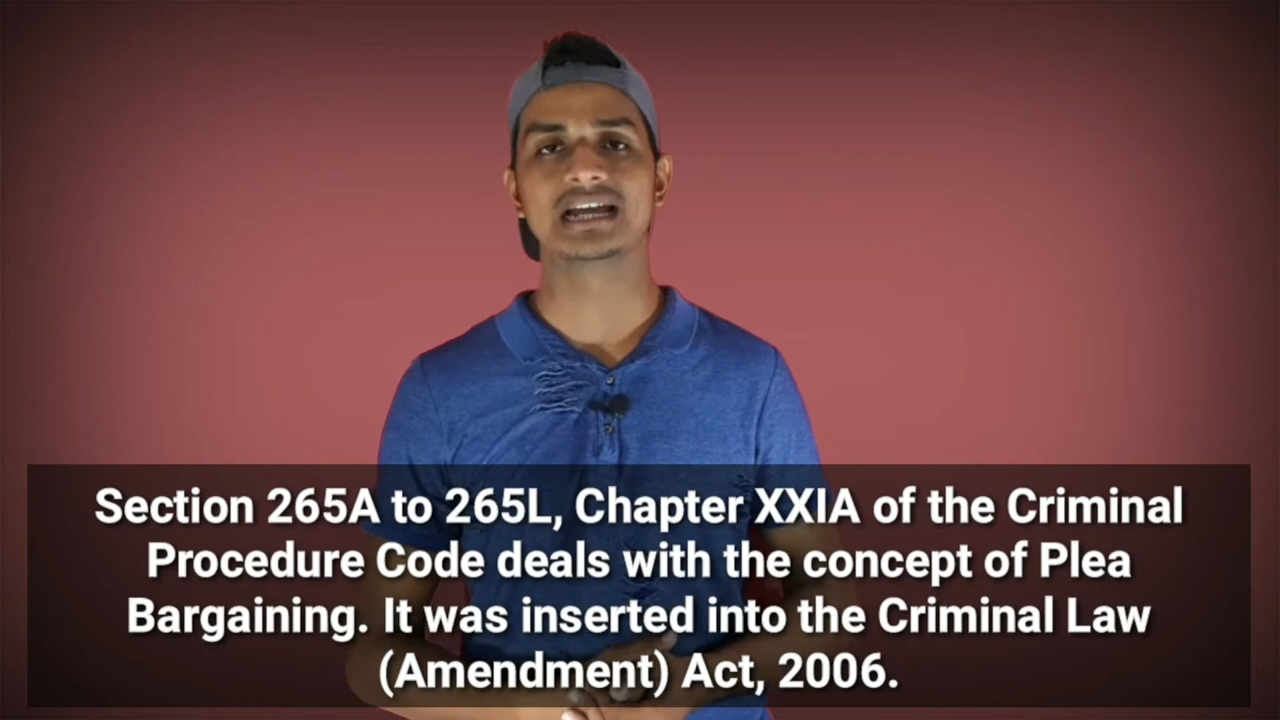 Section 265A to 265L, Chapter XXIA of the Criminal
Procedure Code deals with the concept of Plea
Bargaining. It was inserted into the Criminal Law
(Amendment) Act, 2006.